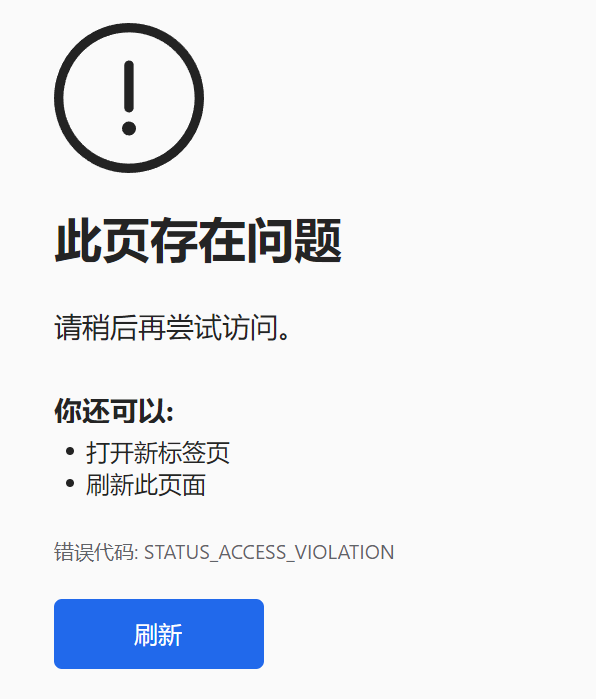 此页存在问题
请稍后再尝试访问。
你还可以:
打开新标签页
刷新此页面
错误代码: STATUS_ACCESS_VIOLATION
刷新